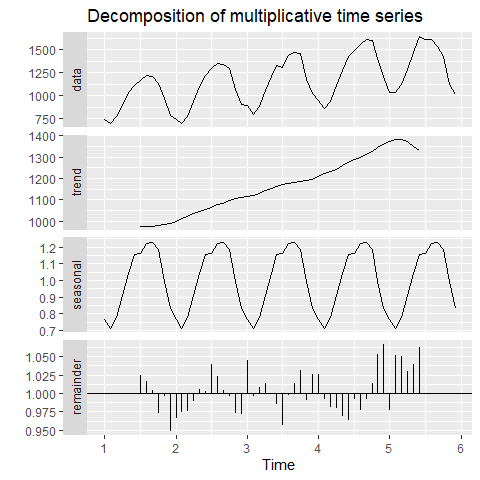 Decomposition of multiplicative time series
data
1500
1250
1000
750
trend
1400
1300
1200
1100
1000
seasonal
1.2
1.1
1.0
0.9
0.8
0.7
remainder
1.050
1.025
1.000
0.975
0.950
1 2 3 4 5 6
Time